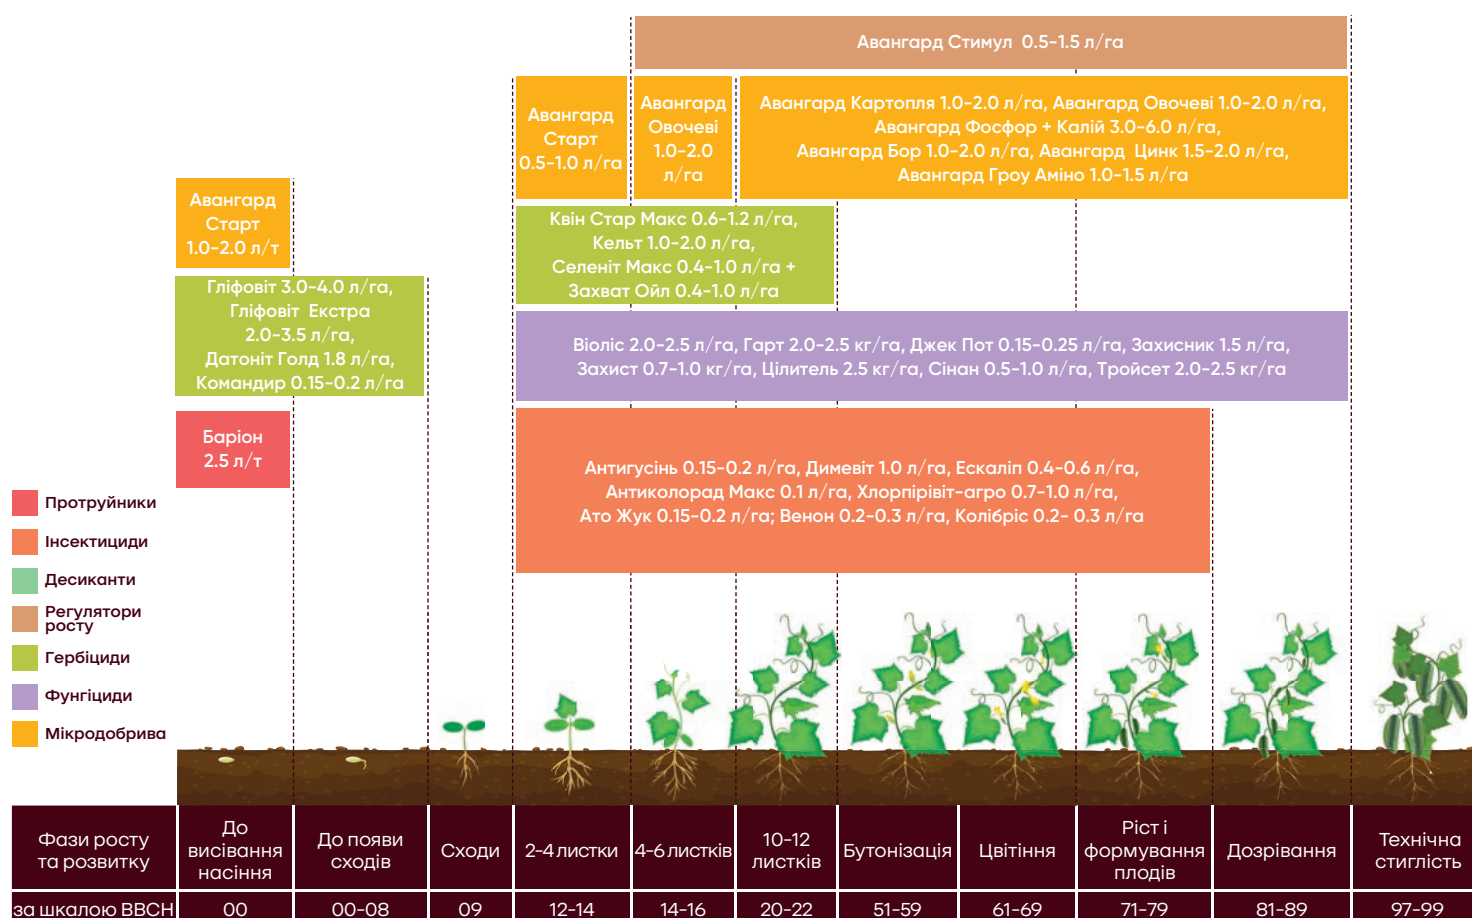 Авангард Стимул 0.5-1.5 л/га
Авангард
Старт
0.5-1.0 л/га
Авангард
Овочеві
1.0-2.0
л/га
Авангард Картопля 1.0-2.0 л/га, Авангард Овочеві 1.0-2.0 л/га,
Авангард Фосфор + Калій 3.0-6.0 л/га,
Авангард Бор 1.0-2.0 л/га, Авангард Цинк 1.5-2.0 л/га,
Авангард Гроу Аміно 1.0-1.5 л/га
Авангард
Старт
1.0-2.0 л/т
Квін Стар Макс 0.6-1.2 л/га,
Кельт 1.0-2.0 л/га,
Селеніт Макс 0.4-1.0 л/га +
Захват Ойл 0.4-1.0 л/га
Гліфовіт 3.0-4.0 л/га,
Гліфовіт Екстра
2.0-3.5 л/га,
Датоніт Голд 1.8 л/га,
Командир 0.15-0.2 л/га
Віоліс 2.0-2.5 л/га, Гарт 2.0-2.5 кг/га, Джек Пот 0.15-0.25 л/га, Захисник 1.5 л/га,
Захист 0.7-1.0 кг/га, Цілитель 2.5 кг/га, Сінан 0.5-1.0 л/га, Тройсет 2.0-2.5 кг/га
Баріон
2.5 л/т
Антигусінь 0.15-0.2 л/га, Димевіт 1.0 л/га, Ескаліп 0.4-0.6 л/га,
Антиколорад Макс 0.1 л/га, Хлорпірівіт-агро 0.7-1.0 л/га,
Ато Жук 0.15-0.2 л/га; Венон 0.2-0.3 л/га, Колібріс 0.2- 0.3 л/га
Протруйники
Інсектициди
Десиканти
Регулятори
росту
Гербіциди
Фунгіциди
Мікродобрива
Фази росту
та розвитку
До
висівання
насіння
До появи
сходів
Сходи
2-4 листки
4-6 листків
10-12
листків
Бутонізація
Цвітіння
Ріст і
формування
плодів
Дозрівання
Технічна
стиглість
за шкалою ВВСН
00
00-08
09
12-14
14-16
20-22
51-59
61-69
71-79
81-89
97-99